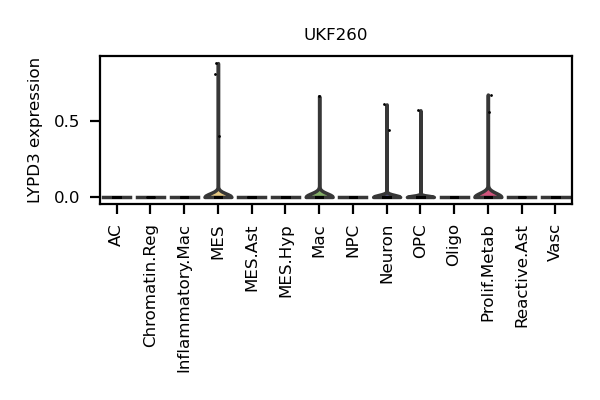 UKF260
LYPD3 expression
0.5
0.0
AC
Chromatin.Reg
Inflammatory.Mac
MES
MES.Ast
MES.Hyp
Mac
NPC
Neuron
OPC
Oligo
Prolif.Metab
Reactive.Ast
Vasc